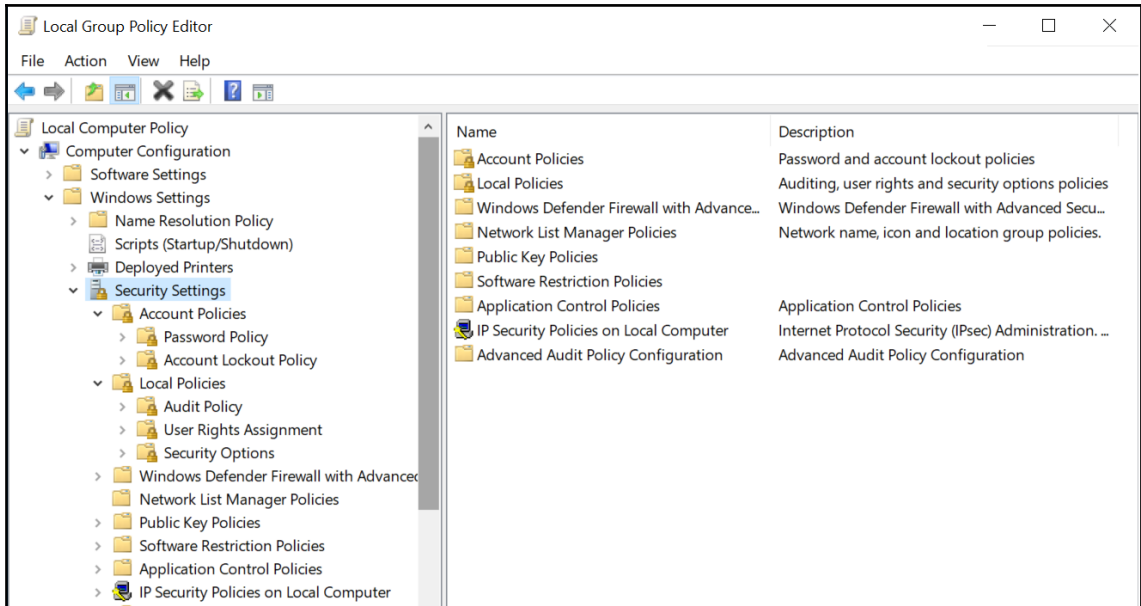 Local Group Policy Editor
File Action View Help
Local Computer Policy
Computer Configuration
Software Settings
Windows Settings
Name Resolution Policy
Scripts (Startup/Shutdown)
Deployed Printers
Security Settings
Account Policies
Password Policy
Account Lockout Policy
Local Policies
Audit Policy
User Rights Assignment
Security Options
Windows Defender Firewall with Advanced
Network List Manager Policies
Public Key Policies
Software Restriction Policies
Application Control Policies
IP Security Policies on Local Computer
Name Description
Account Policies Password and account lockout policies
Local Policies Auditing, user rights and security options policies
Windows Defender Firewall with Advance... Windows Defender Firewall with Advanced Secu...
Network List Manager Policies Network name, icon and location group policies.
Public Key Policies
Software Restriction Policies
Application Control Policies Application Control Policies
IP Security Policies on Local Computer Internet Protocol Security (IPsec) Administration. ...
Advanced Audit Policy Configuration Advanced Audit Policy Configuration